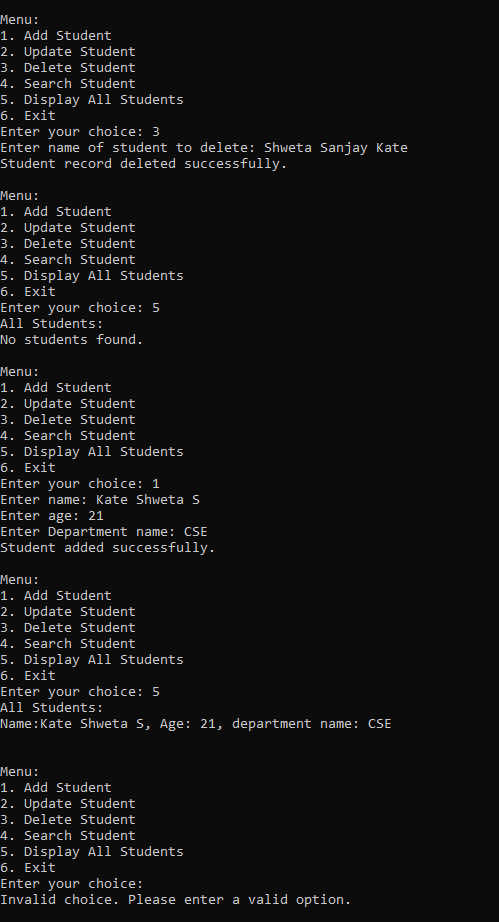 Menu:
1. Add Student
2. Update Student
3. Delete Student
4. Search Student
5. Display All Students
6. Exit
Enter your choice: 3
Enter name of student to delete: Shweta Sanjay Kate
Student record deleted successfully.
Menu:
1. Add Student
2. Update Student
3. Delete Student
4. Search Student
5. Display All Students
6. Exit
Enter your choice: 5
All Students:
No students found.
Menu:
1. Add Student
2. Update Student
3. Delete Student
4. Search Student
5. Display All Students
6. Exit
Enter your choice: 1
Enter name: Kate Shweta S
Enter age: 21
Enter Department name: CSE
Student added successfully.
Menu:
1. Add Student
2. Update Student
3. Delete Student
4. Search Student
5. Display All Students
6. Exit
Enter your choice: 5
All Students:
Name:Kate Shweta S, Age: 21, department name: CSE
Menu:
1. Add Student
2. Update Student
3. Delete Student
4. Search Student
5. Display All Students
6. Exit
Enter your choice:
Invalid choice. Please enter a valid option.